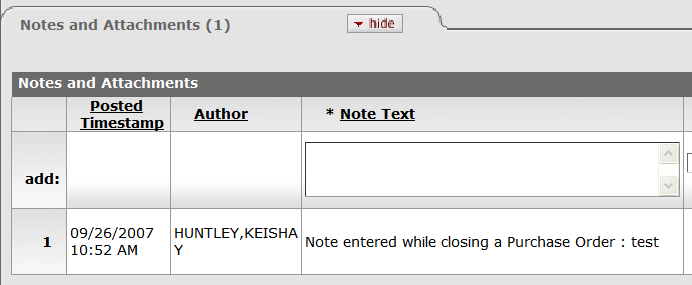 Notes and Attachments (1)
hide
Notes and Attachments
Posted
Timestamp
Author
* Note Text
add:
1
09/26/2007
10:52 AM
HUNTLEY,KEISHA
Y
Note entered while closing a Purchase Order : test